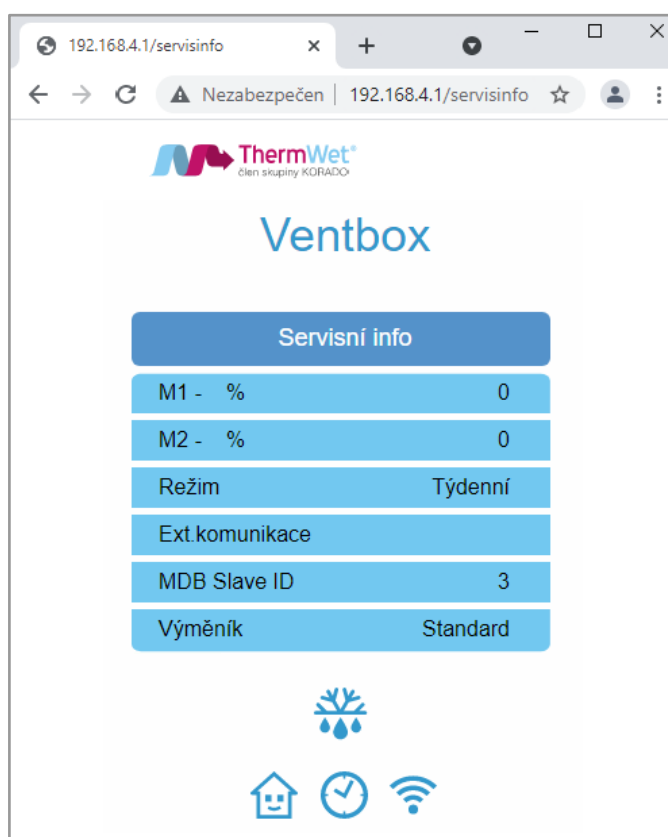 192.168.4.1/servisinfo
Nezabezpečen | 192.168.4.1/servisinfo
ThermWet®
člen skupiny KORADO
Ventbox
Servisní info
M1 - % 0
M2 - % 0
Režim Týdenní
Ext.komunikace
MDB Slave ID 3
Výměník Standard